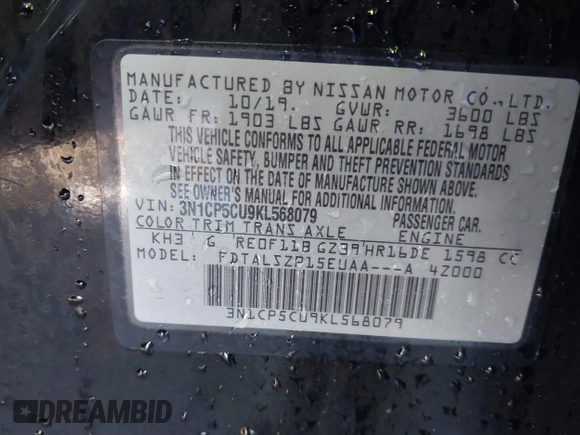 MANUFACTURED BY NISSAN MOTOR CO., LTD.
DATE: 10/19. GVWR: 3600 LBS
GAWR FR: 1903 LBS GAWR RR: 1698 LBS
THIS VEHICLE CONFORMS TO ALL APPLICABLE FEDERAL MOTOR
VEHICLE SAFETY, BUMPER AND THEFT PREVENTION STANDARDS
IN EFFECT ON THE DATE OF MANUFACTURE SHOWN ABOVE.
SEE OWNER'S MANUAL FOR ADDITIONAL INFORMATION.
VIN: 3N1CP5CU9KL568079 PASSENGER CAR.
COLOR TRIM TRANS AXLE ENGINE
KH3 G RE0F11B GZ39 HR16DE 1598 CC
MODEL: FDTALSZP15EUAA---A 4Z000
3N1CP5CU9KL568079
DREAMBID